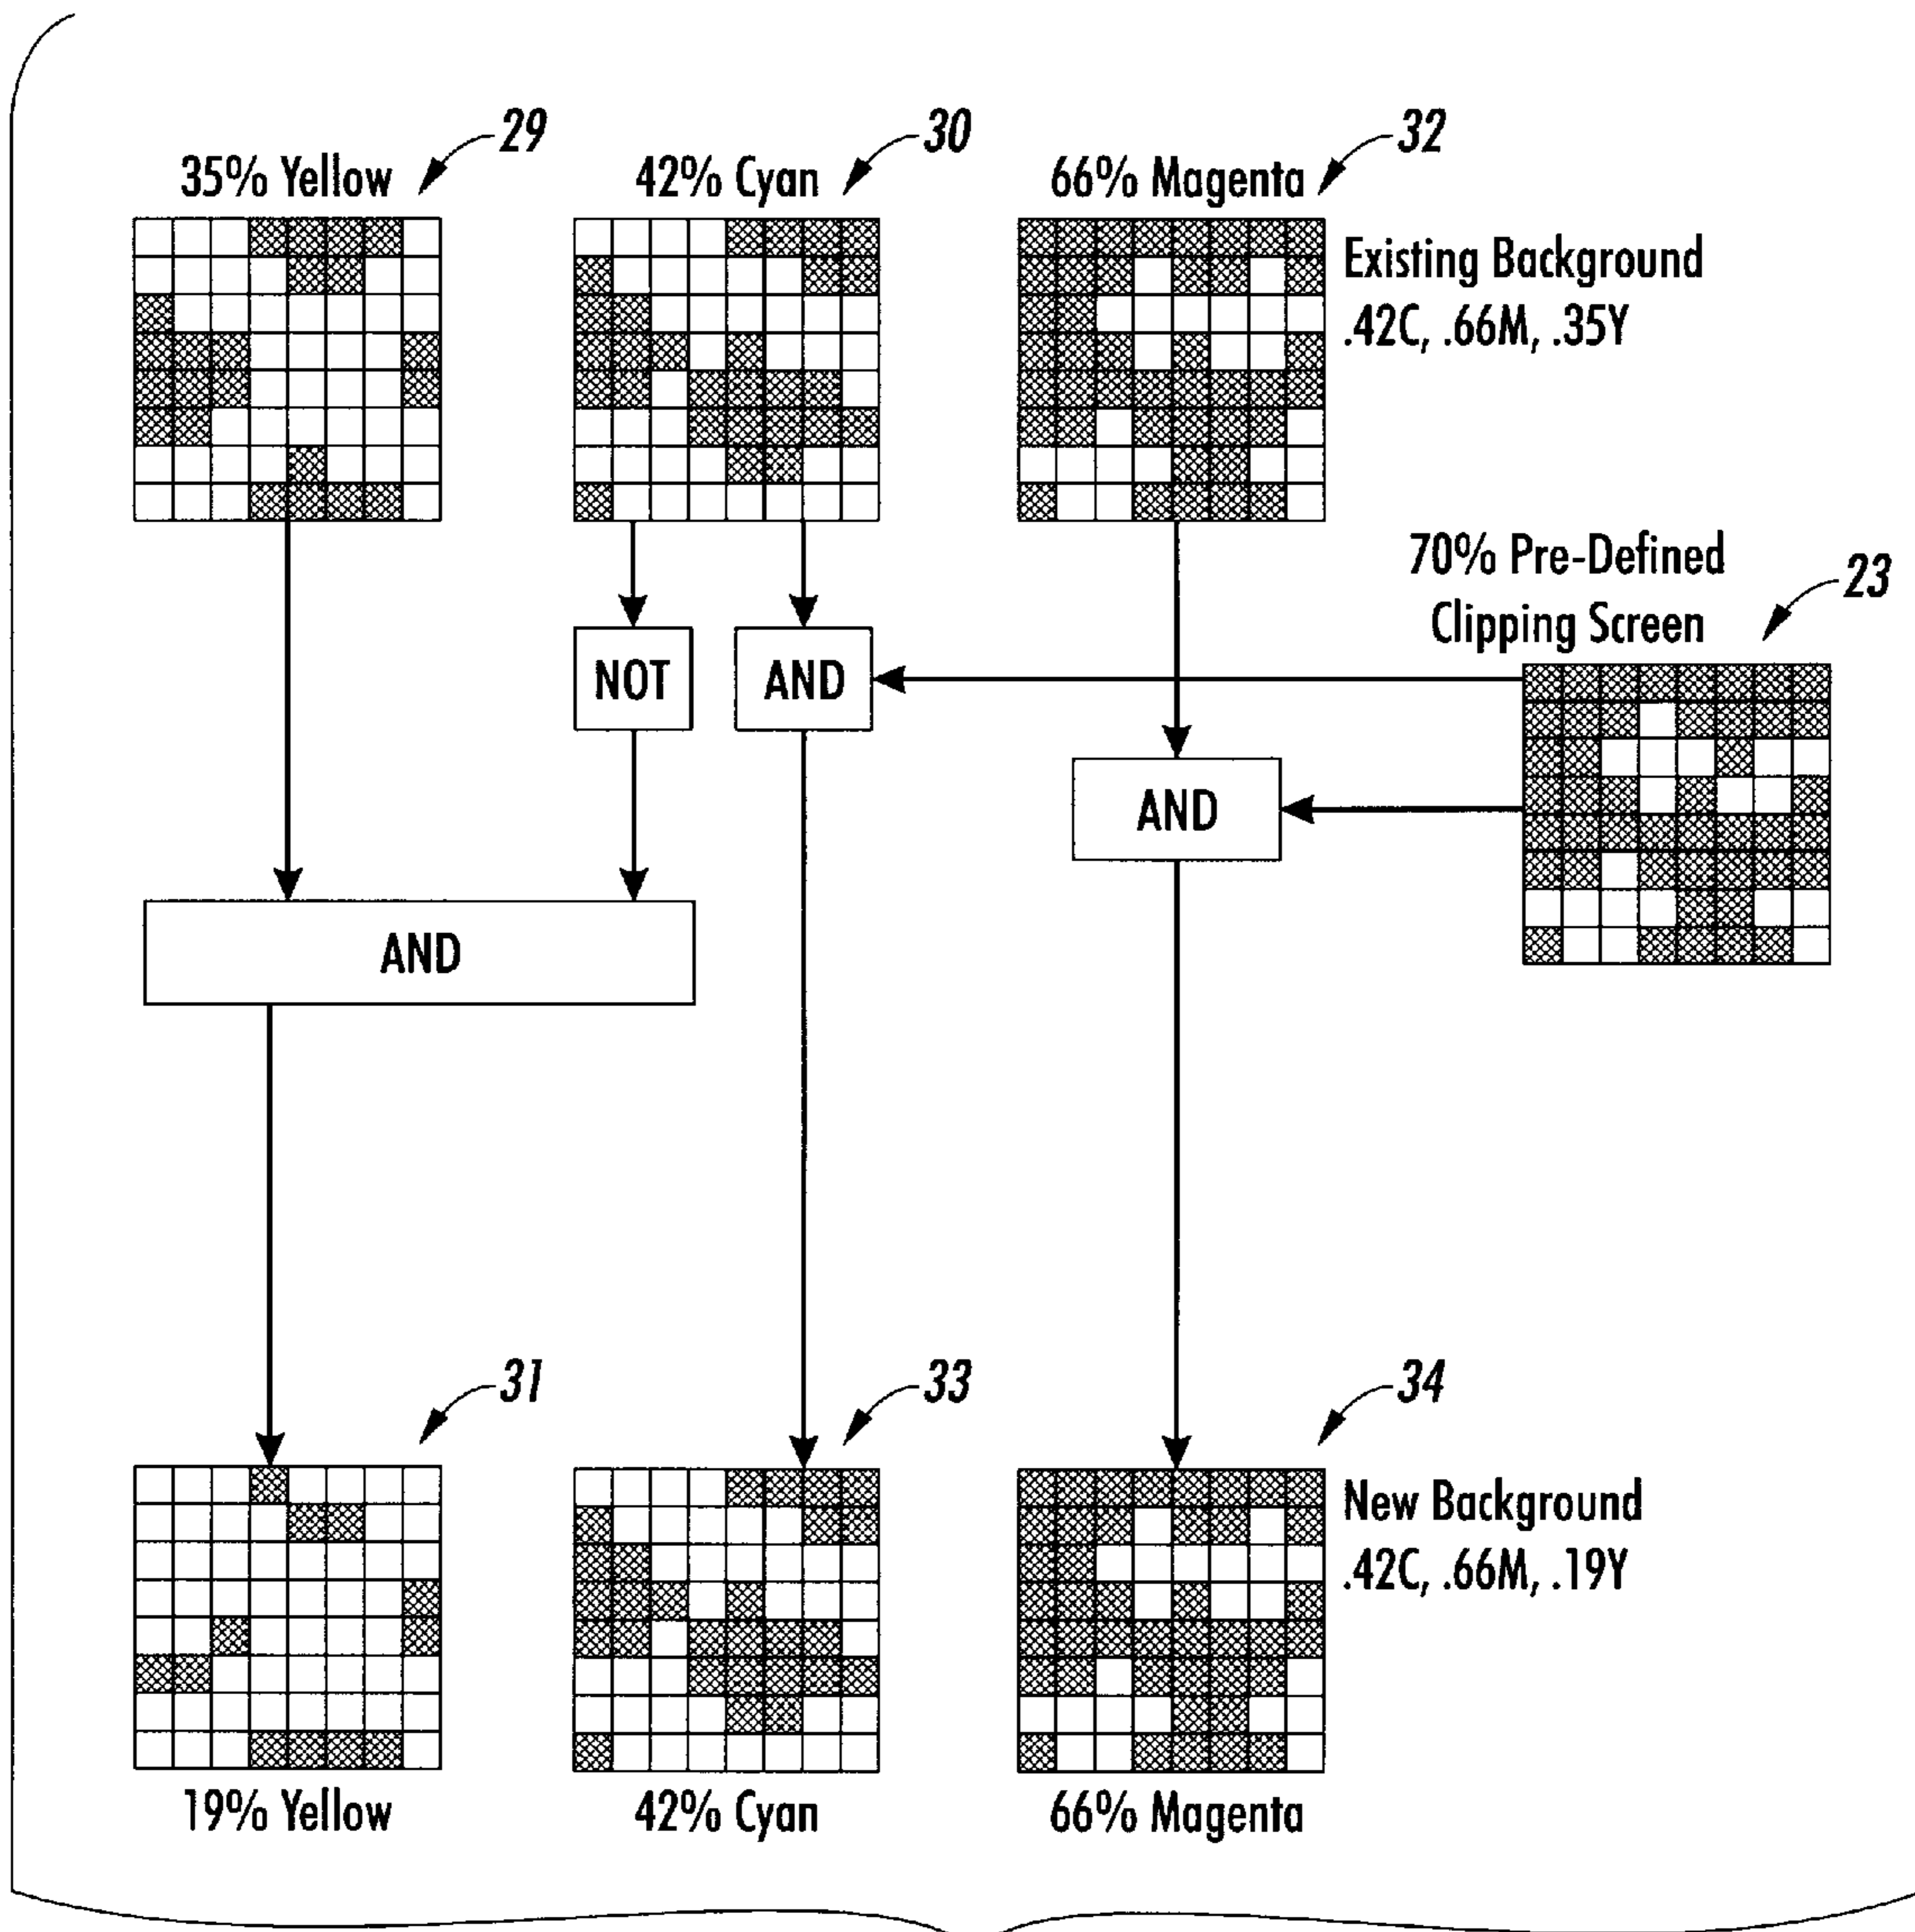 29
30
32
35% Yellow
42% Cyan
66% Magenta
Existing Background
.42C, .66M, .35Y
70% Pre-Defined
Clipping Screen
23
NOT
AND
AND
AND
31
33
34
New Background
.42C, .66M, .19Y
19% Yellow
42% Cyan
66% Magenta